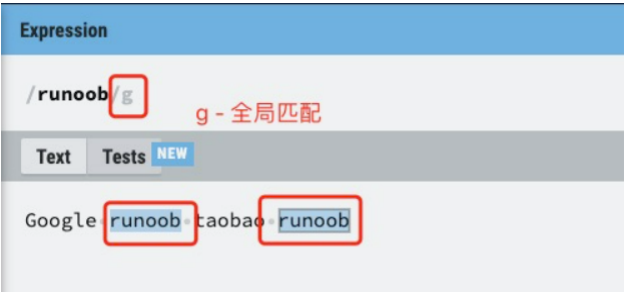 Expression
/runoob/g
g - 全局匹配
Text Tests NEW
Google runoob taobao runoob